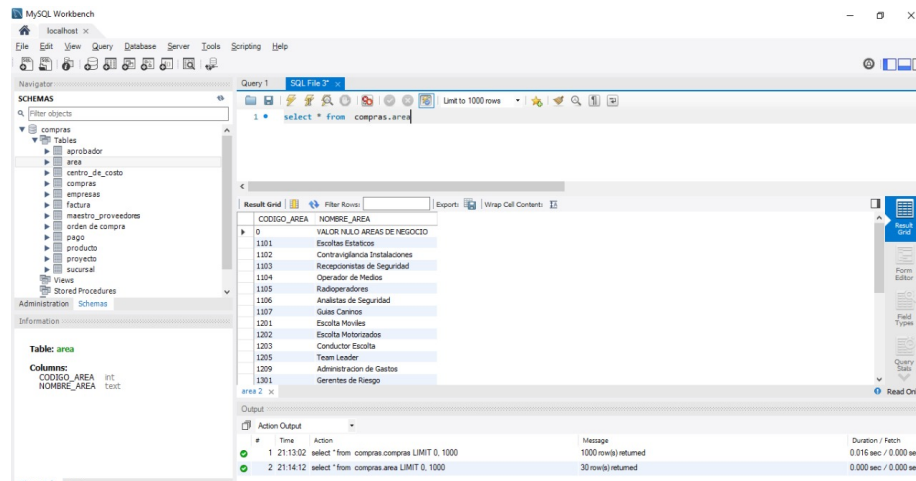 MySQL Workbench
localhost ×
File Edit View Query Database Server Tools Scripting Help
Navigator
SCHEMAS
Filter objects
compras
Tables
aprobador
area
centro_de_costo
compras
empresas
factura
maestro_proveedores
orden de compra
pago
producto
proyecto
sucursal
Views
Stored Procedures
Administration Schemas
Information
Table: area
Columns:
CODIGO_AREA int
NOMBRE_AREA text
Query 1 SQL File 3* ×
Limit to 1000 rows
1 select * from compras.area
Result Grid Filter Rows: Export: Wrap Cell Content:
CODIGO_AREA NOMBRE_AREA
0 VALOR NULO AREAS DE NEGOCIO
1101 Escoltas Estaticos
1102 Contravigilancia Instalaciones
1103 Recepcionistas de Seguridad
1104 Operador de Medios
1105 Radioperadores
1106 Analistas de Seguridad
1107 Guias Caninos
1201 Escolta Moviles
1202 Escolta Motorizados
1203 Conductor Escolta
1205 Team Leader
1209 Administracion de Gastos
1301 Gerentes de Riesgo
Result Grid
Form Editor
Field Types
Query Stats
area 2 × Read On
Output
Action Output
# Time Action Message Duration / Fetch
1 21:13:02 select * from compras.compras LIMIT 0, 1000 1000 row(s) returned 0.016 sec / 0.000 se
2 21:14:12 select * from compras.area LIMIT 0, 1000 30 row(s) returned 0.000 sec / 0.000 se